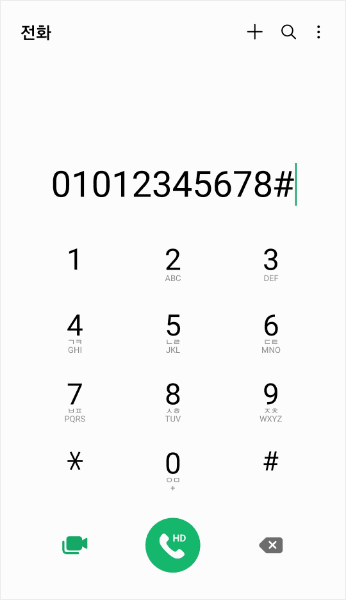 전화
01012345678#
1 2 3
ABC DEF
4 5 6
ㄱㅋ ㄴㄹ ㄷㅌ
GHI JKL MNO
7 8 9
ㅂㅍ ㅅㅎ ㅈㅊ
PQRS TUV WXYZ
* 0 #
ㅇㅁ
+
HD